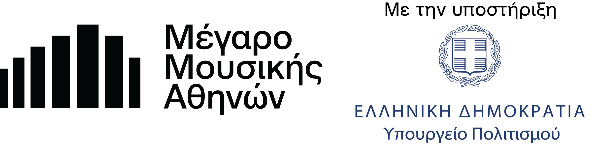 Μέγαρο
Μουσικής
Αθηνών
Με την υποστήριξη
ΕΛΛΗΝΙΚΗ ΔΗΜΟΚΡΑΤΙΑ
Υπουργείο Πολιτισμού